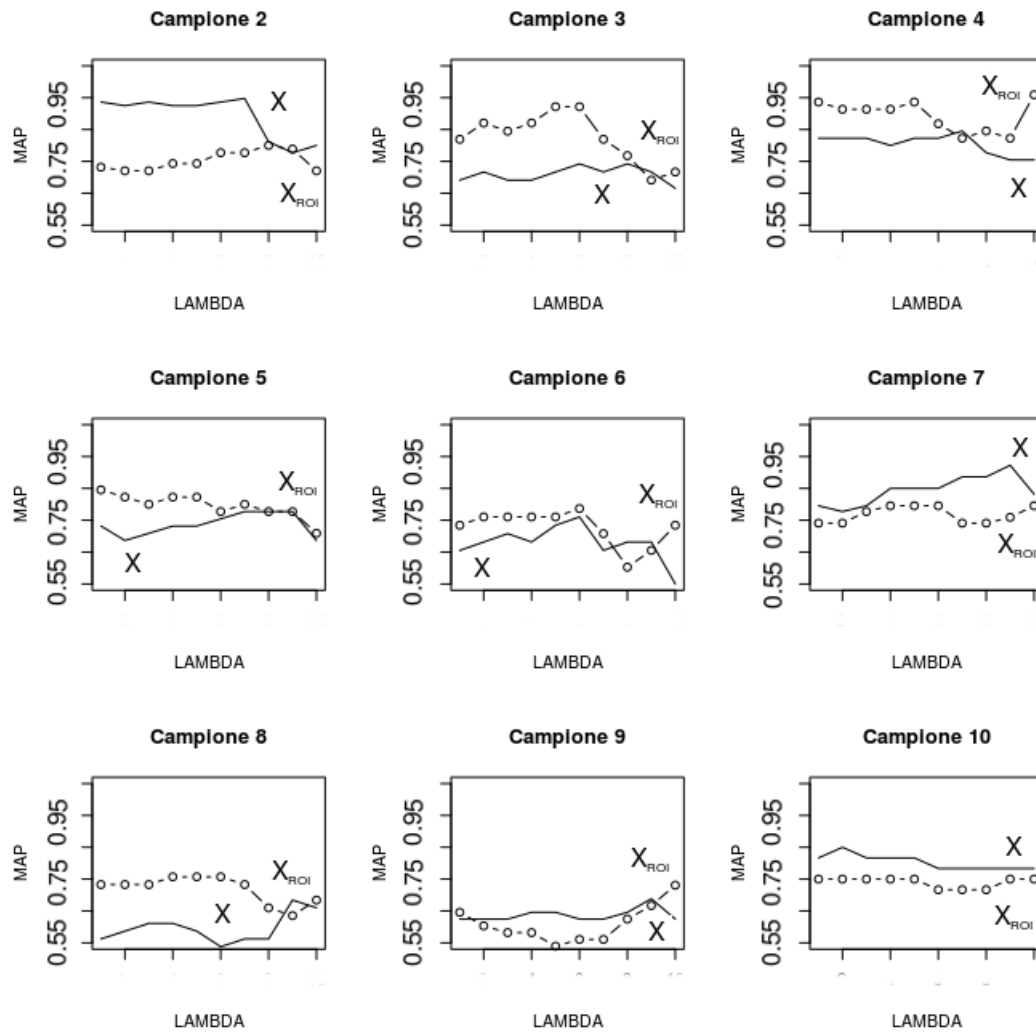 Campione 2
MAP
0.55 0.75 0.95
X
XROI
LAMBDA
Campione 3
MAP
0.55 0.75 0.95
XROI
X
LAMBDA
Campione 4
MAP
0.55 0.75 0.95
XROI
X
LAMBDA
Campione 5
MAP
0.55 0.75 0.95
XROI
X
LAMBDA
Campione 6
MAP
0.55 0.75 0.95
XROI
X
LAMBDA
Campione 7
MAP
0.55 0.75 0.95
X
XROI
LAMBDA
Campione 8
MAP
0.55 0.75 0.95
XROI
X
LAMBDA
Campione 9
MAP
0.55 0.75 0.95
XROI
X
LAMBDA
Campione 10
MAP
0.55 0.75 0.95
X
XROI
LAMBDA